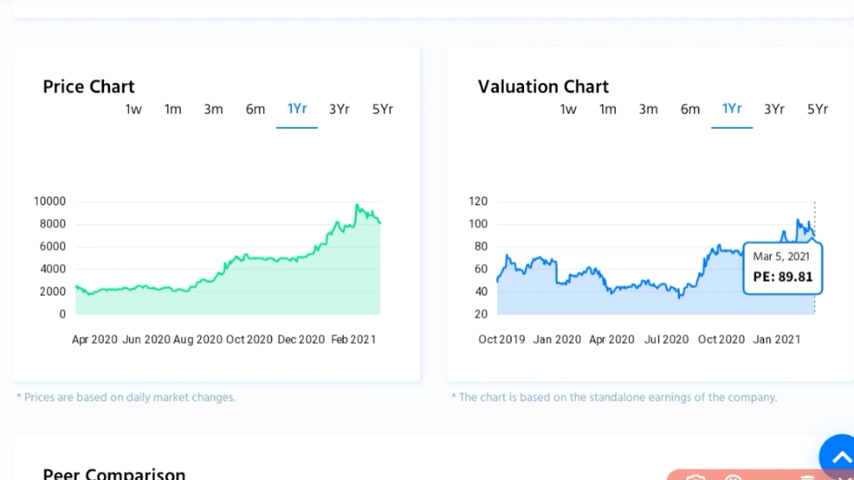 Price Chart
1w 1m 3m 6m 1Yr 3Yr 5Yr
10000
8000
6000
4000
2000
0
Apr 2020 Jun 2020 Aug 2020 Oct 2020 Dec 2020 Feb 2021
* Prices are based on daily market changes.
Valuation Chart
1w 1m 3m 6m 1Yr 3Yr 5Yr
120
100
80
60
40
20
Mar 5, 2021
PE: 89.81
Oct 2019 Jan 2020 Apr 2020 Jul 2020 Oct 2020 Jan 2021
* The chart is based on the standalone earnings of the company.
Peer Comparison